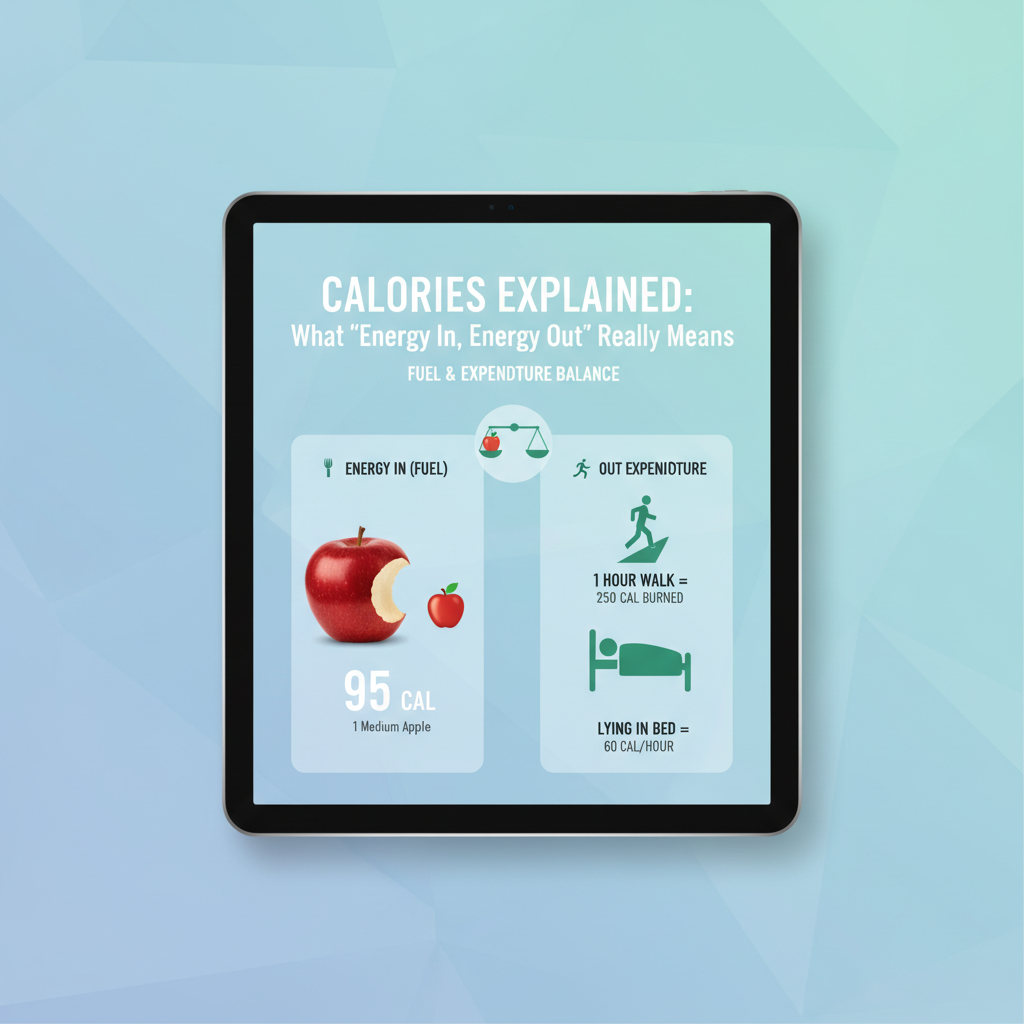 CALORIES EXPLAINED:
What "Energy In, Energy Out" Really Means
FUEL & EXPENDTURE BALANCE
ENERGY IN (FUEL)
95 CAL
1 Medium Apple
OUT EXPENIDTURE
1 HOUR WALK =
250 CAL BURNED
LYING IN BED =
60 CAL/HOUR